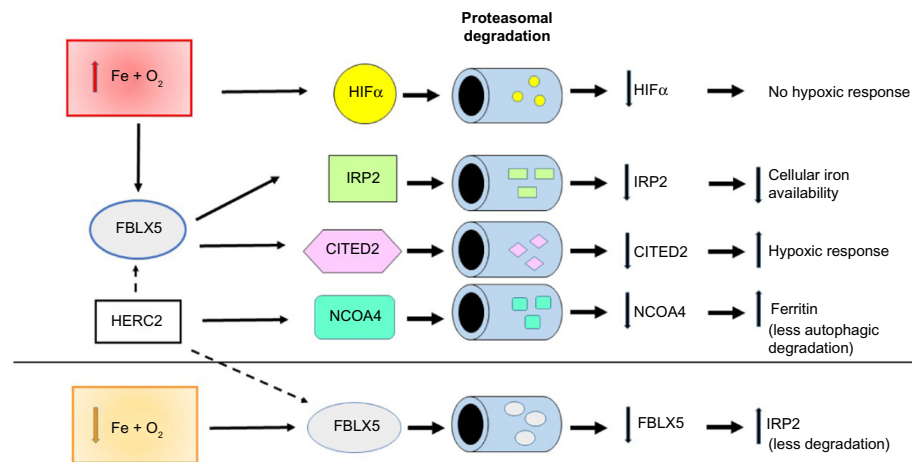 Proteasomal
degradation
Fe + O₂
HIFα
HIFα
No hypoxic response
IRP2
IRP2
Cellular iron
availability
FBLX5
CITED2
CITED2
Hypoxic response
HERC2
NCOA4
NCOA4
Ferritin
(less autophagic
degradation)
Fe + O₂
FBLX5
FBLX5
IRP2
(less degradation)